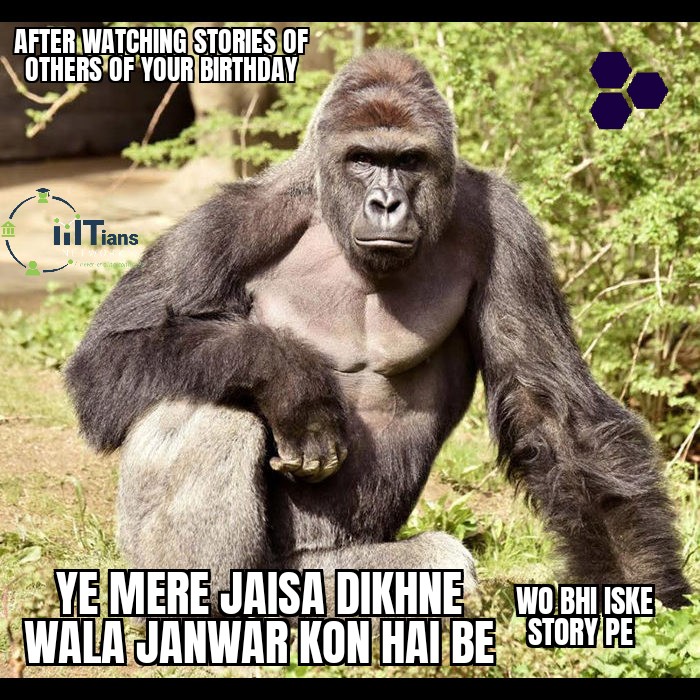 AFTER WATCHING STORIES OF
OTHERS OF YOUR BIRTHDAY
iiiTians
YE MERE JAISA DIKHNE
WALA JANWAR KON HAI BE
WO BHI ISKE
STORY PE